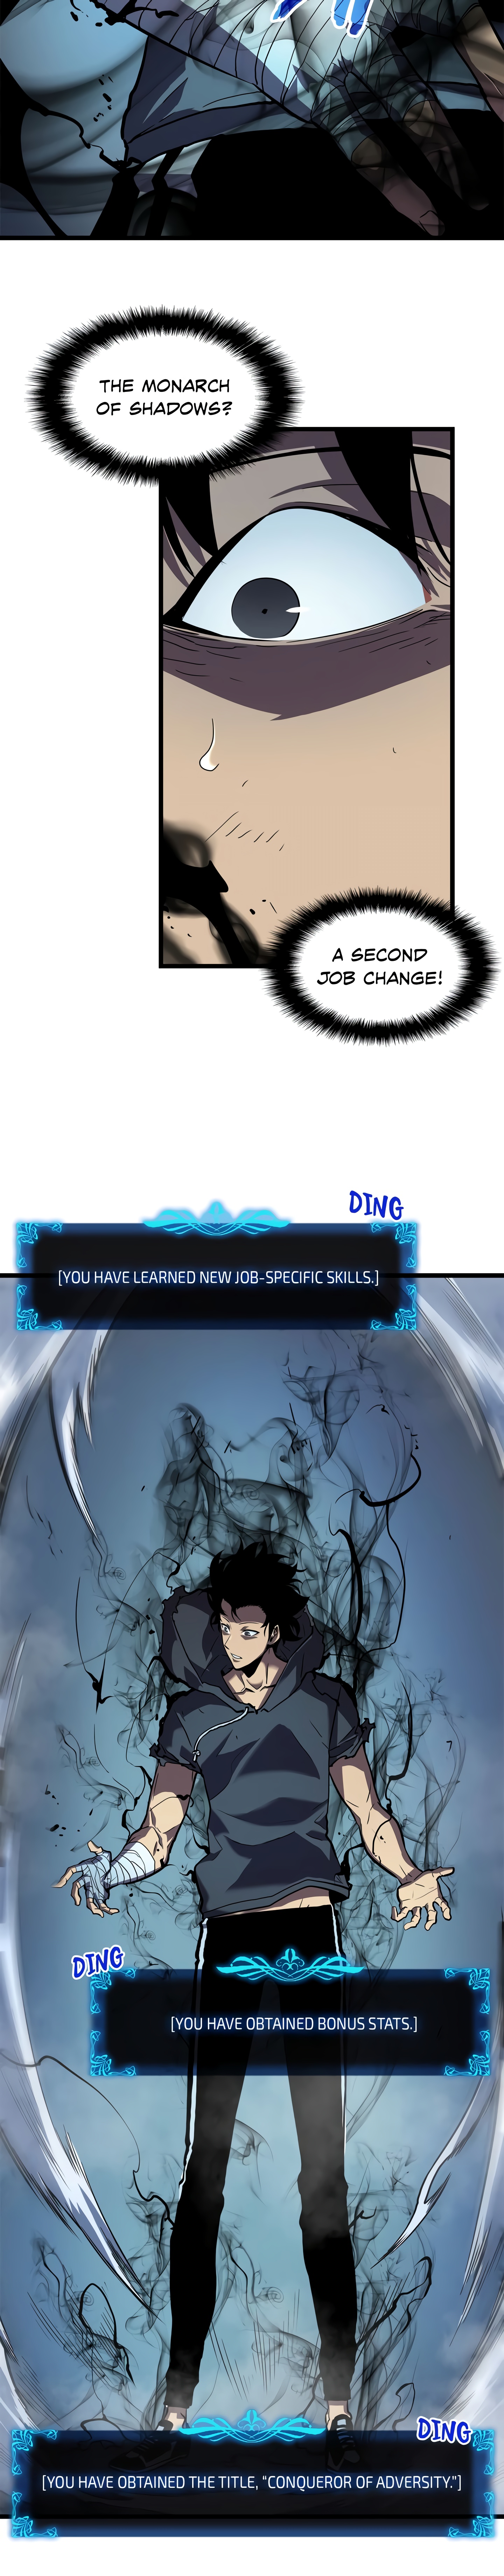 THE MONARCH
OF SHADOWS?
A SECOND
JOB CHANGE!
DING
[YOU HAVE LEARNED NEW JOB-SPECIFIC SKILLS.]
DING
[YOU HAVE OBTAINED BONUS STATS.]
DING
[YOU HAVE OBTAINED THE TITLE, "CONQUEROR OF ADVERSITY."]